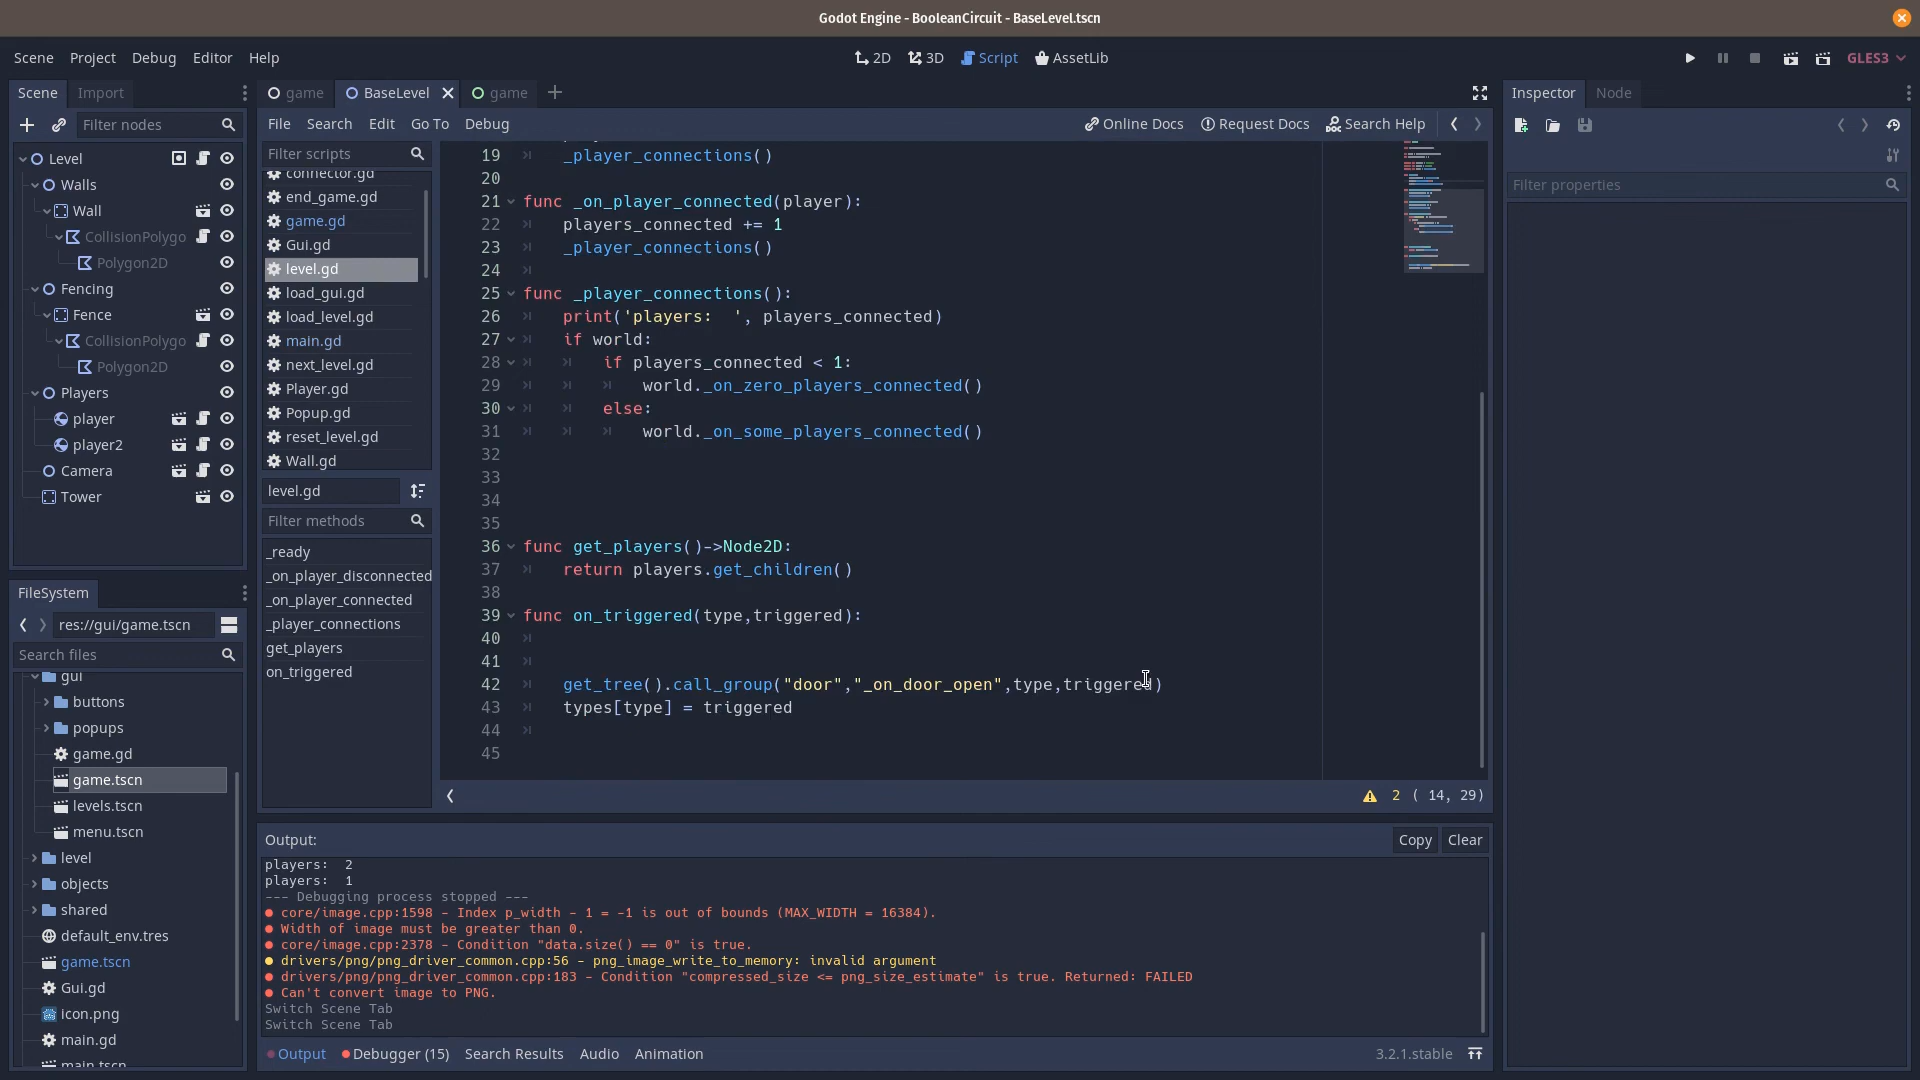 Godot Engine - BooleanCircuit - BaseLevel.tscn
Scene Project Debug Editor Help
2D 3D Script AssetLib
GLES3
Scene Import
Filter nodes
Level
Walls
Wall
CollisionPolygo
Polygon2D
Fencing
Fence
CollisionPolygo
Polygon2D
Players
player
player2
Camera
Tower
FileSystem
res://gui/game.tscn
Search files
gui
buttons
popups
game.gd
game.tscn
levels.tscn
menu.tscn
level
objects
shared
default_env.tres
game.tscn
Gui.gd
icon.png
main.gd
main.tscn
game BaseLevel game
File Search Edit Go To Debug
Online Docs Request Docs Search Help
Filter scripts
connector.gd
end_game.gd
game.gd
Gui.gd
level.gd
load_gui.gd
load_level.gd
main.gd
next_level.gd
Player.gd
Popup.gd
reset_level.gd
Wall.gd
level.gd
Filter methods
_ready
_on_player_disconnected
_on_player_connected
_player_connections
get_players
on_triggered
19 _player_connections()
20
21 func _on_player_connected(player):
22 players_connected += 1
23 _player_connections()
24
25 func _player_connections():
26 print('players:  ', players_connected)
27 if world:
28 if players_connected < 1:
29 world._on_zero_players_connected()
30 else:
31 world._on_some_players_connected()
32
33
34
35
36 func get_players()->Node2D:
37 return players.get_children()
38
39 func on_triggered(type,triggered):
40
41
42 get_tree().call_group("door","_on_door_open",type,triggered)
43 types[type] = triggered
44
45
2 ( 14, 29)
Output:
Copy Clear
players:  2
players:  1
--- Debugging process stopped ---
core/image.cpp:1598 - Index p_width - 1 = -1 is out of bounds (MAX_WIDTH = 16384).
Width of image must be greater than 0.
core/image.cpp:2378 - Condition "data.size() == 0" is true.
drivers/png/png_driver_common.cpp:56 - png_image_write_to_memory: invalid argument
drivers/png/png_driver_common.cpp:183 - Condition "compressed_size <= png_size_estimate" is true. Returned: FAILED
Can't convert image to PNG.
Switch Scene Tab
Switch Scene Tab
Output Debugger (15) Search Results Audio Animation
3.2.1.stable
Inspector Node
Filter properties